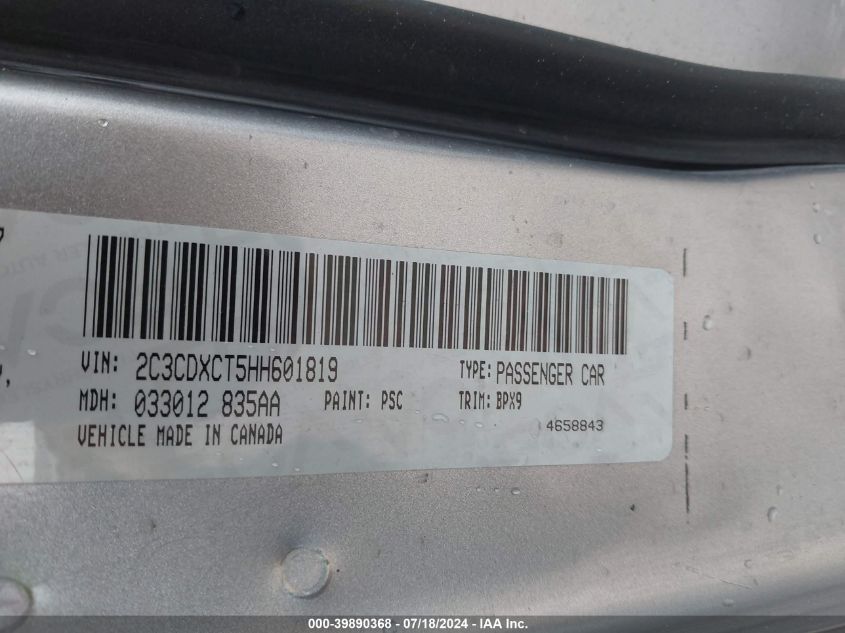 VIN: 2C3CDXCT5HH601819 TYPE: PASSENGER CAR
MDH: 033012 835AA PAINT: PSC TRIM: BPX9
VEHICLE MADE IN CANADA 4658843
000-39890368 - 07/18/2024 - IAA Inc.